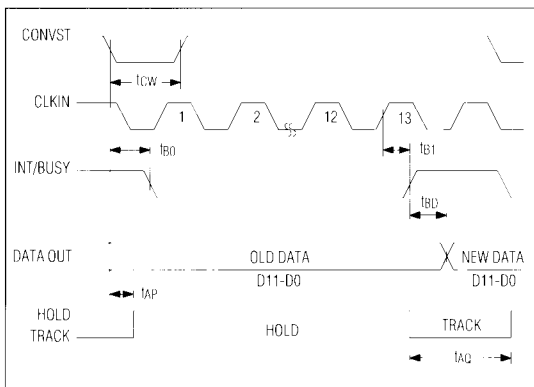 CONVST
tCW
CLKIN
1 2 12 13
tB0 tB1
INT/BUSY
tBD
DATA OUT OLD DATA NEW DATA
D11-D0 D11-D0
tAP
HOLD
TRACK HOLD TRACK
tAQ